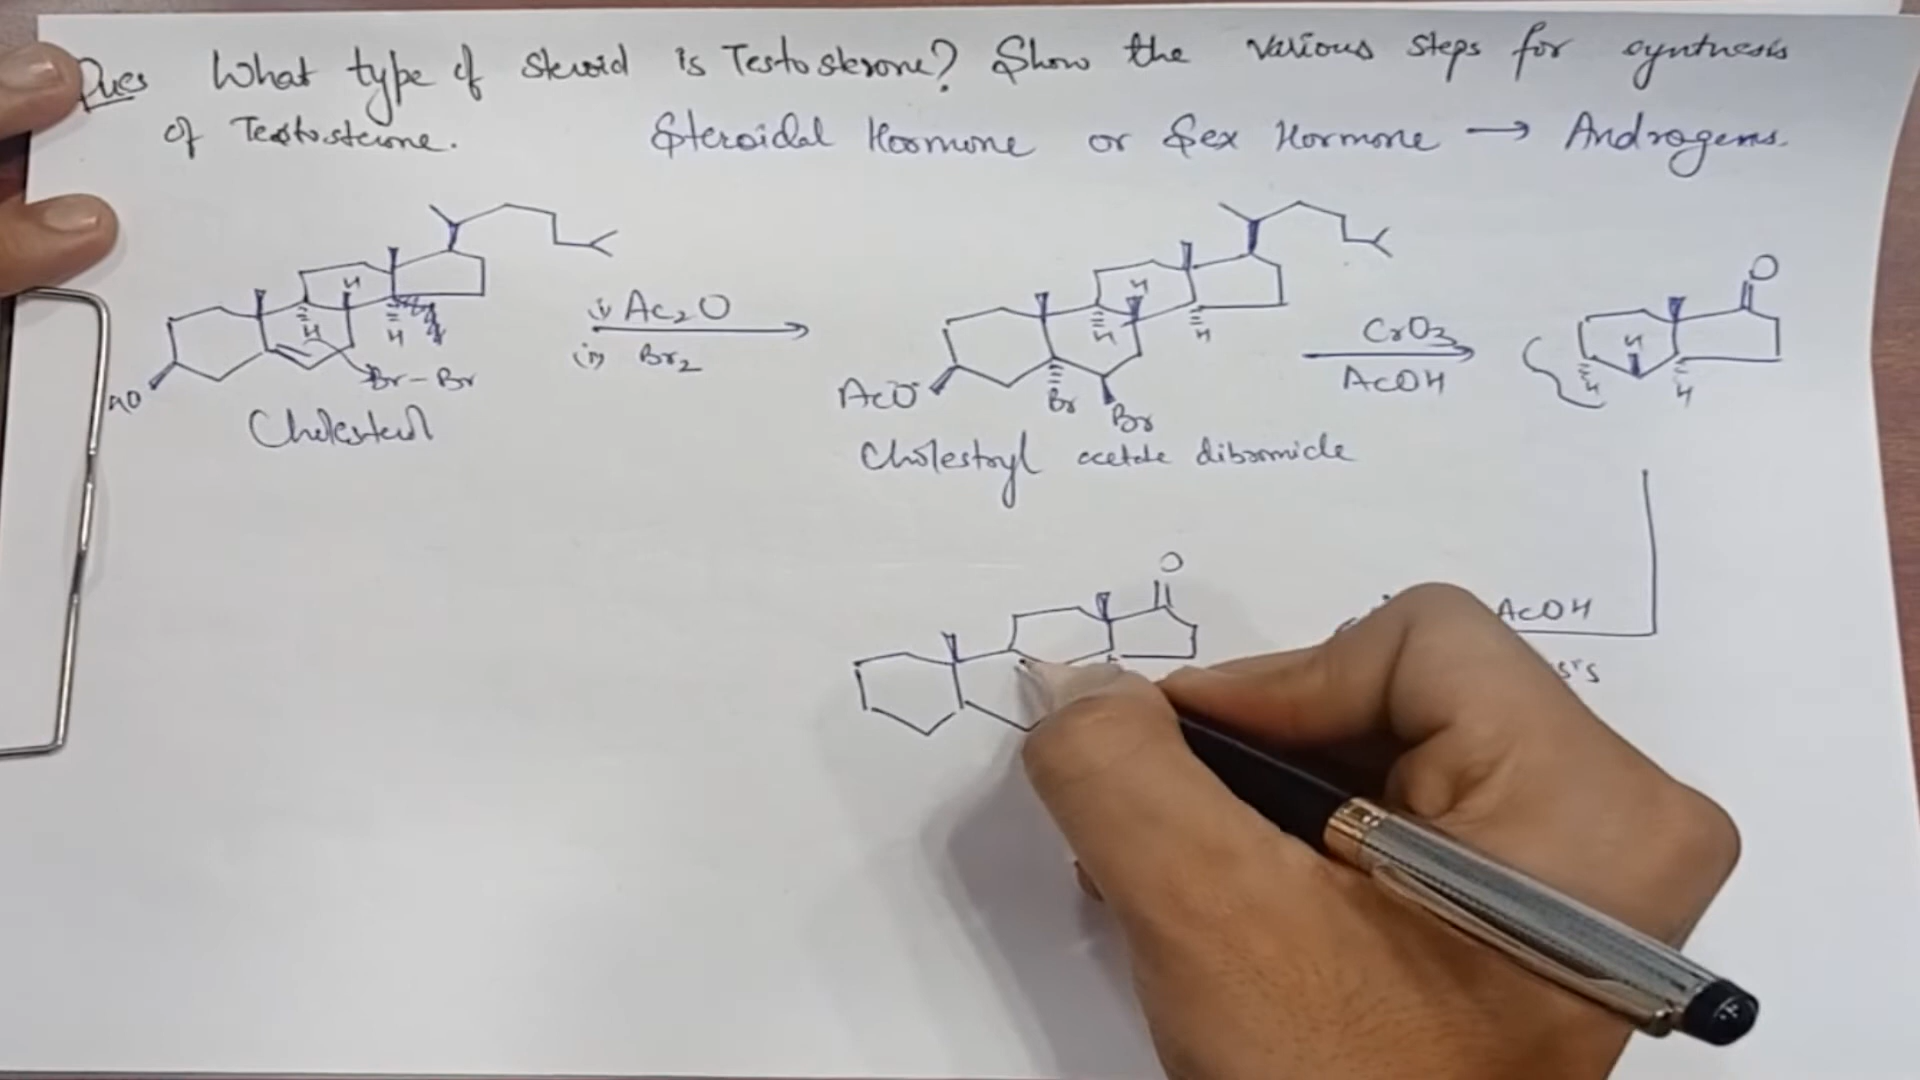 Ques What type of steroid is Testosterone? Show the various steps for synthesis
of Testosterone. Steroidal Hormone or Sex Hormone → Androgens.
H
H
H
Br-Br
Cholesterol
i) Ac₂O
(ii) Br₂
H
H
H
AcO
Br
Br
Cholestryl acetate dibromide
CrO₃
AcOH
O
H
H
H
AcOH
O